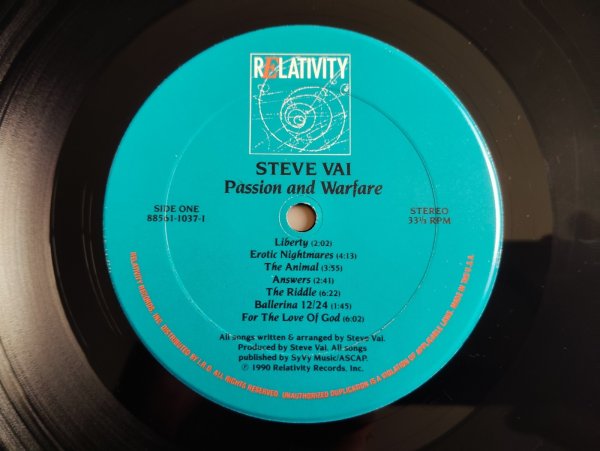 RELATIVITY
STEVE VAI
Passion and Warfare
SIDE ONE
88561-1037-1
STEREO
33⅓ RPM
Liberty (2:02)
Erotic Nightmares (4:13)
The Animal (3:55)
Answers (2:41)
The Riddle (6:22)
Ballerina 12/24 (1:45)
For The Love Of God (6:02)
All songs written & arranged by Steve Vai.
Produced by Steve Vai. All songs
published by SyVy Music/ASCAP.
℗ 1990 Relativity Records, Inc.
RELATIVITY RECORDS, INC. DISTRIBUTED BY I.R.D. ALL RIGHTS RESERVED. UNAUTHORIZED DUPLICATION IS A VIOLATION OF APPLICABLE LAWS. MADE IN THE U.S.A.